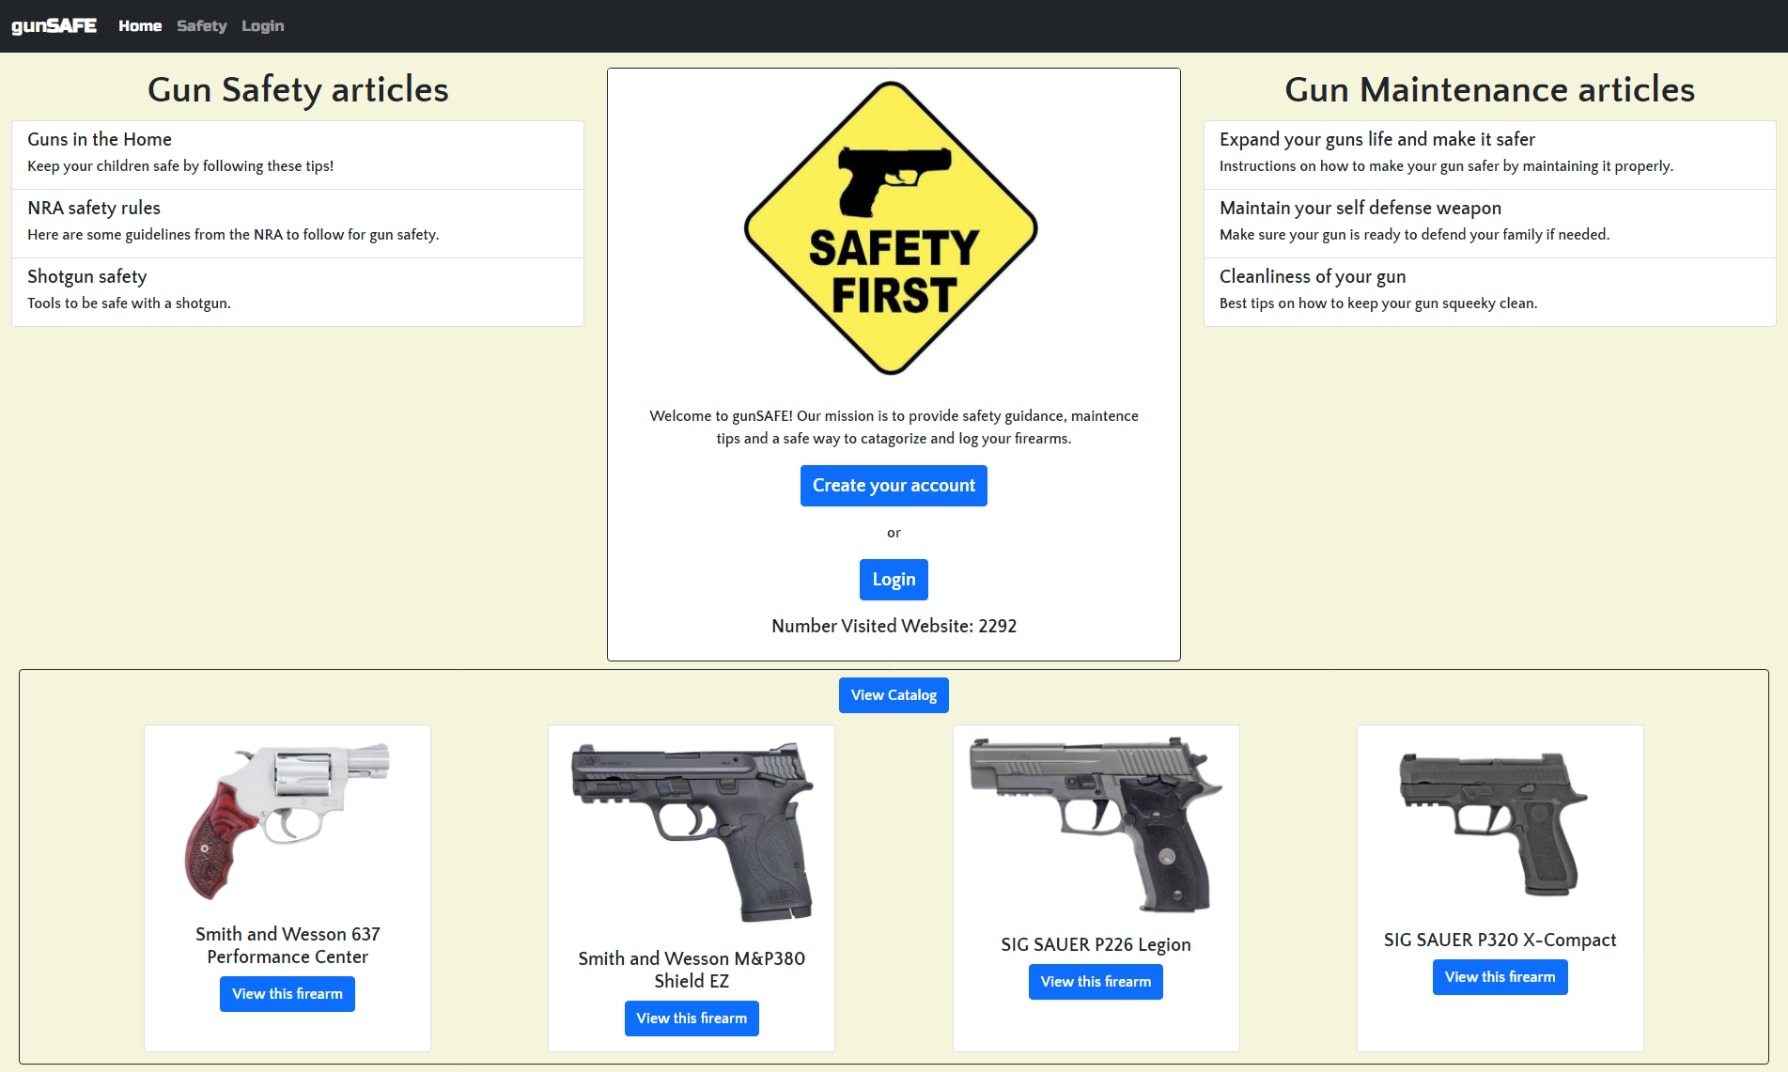 gunSAFE Home Safety Login
Gun Safety articles
Guns in the Home
Keep your children safe by following these tips!
NRA safety rules
Here are some guidelines from the NRA to follow for gun safety.
Shotgun safety
Tools to be safe with a shotgun.
SAFETY
FIRST
Welcome to gunSAFE! Our mission is to provide safety guidance, maintence
tips and a safe way to catagorize and log your firearms.
Create your account
or
Login
Number Visited Website: 2292
Gun Maintenance articles
Expand your guns life and make it safer
Instructions on how to make your gun safer by maintaining it properly.
Maintain your self defense weapon
Make sure your gun is ready to defend your family if needed.
Cleanliness of your gun
Best tips on how to keep your gun squeeky clean.
View Catalog
Smith and Wesson 637
Performance Center
View this firearm
Smith and Wesson M&P380
Shield EZ
View this firearm
SIG SAUER P226 Legion
View this firearm
SIG SAUER P320 X-Compact
View this firearm